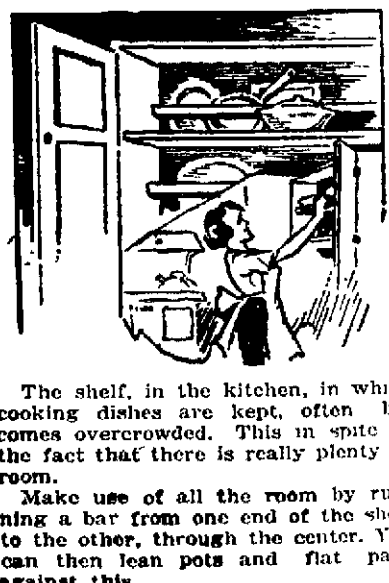 The shelf, in the kitchen, in whi
cooking dishes are kept, often b
comes overcrowded. This in spite
the fact that there is really plenty
room.
Make use of all the room by ru
ning a bar from one end of the she
to the other, through the center. Y
can then lean pots and flat pa
against this